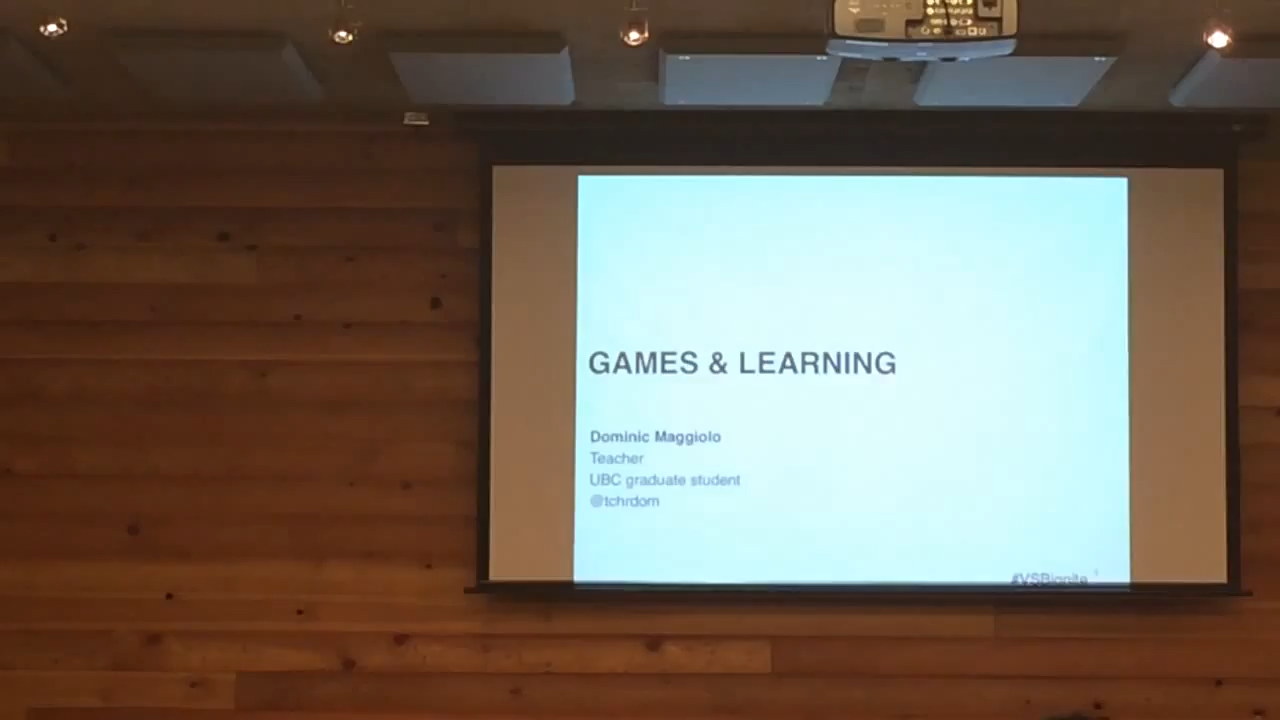 GAMES & LEARNING
Dominic Maggiolo
Teacher
UBC graduate student
@tchrdom
#VSBignite